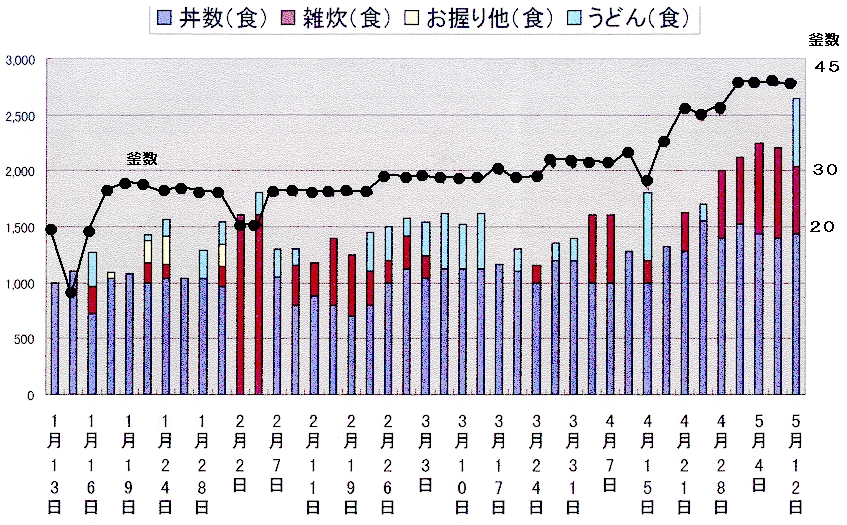 丼数(食) 雑炊(食) お握り他(食) うどん(食)
釜数
45
30
20
釜数
3,000
2,500
2,000
1,500
1,000
500
0
1月13日
1月16日
1月19日
1月24日
1月28日
2月2日
2月7日
2月11日
2月19日
2月26日
3月3日
3月10日
3月17日
3月24日
3月31日
4月7日
4月15日
4月21日
4月28日
5月4日
5月12日